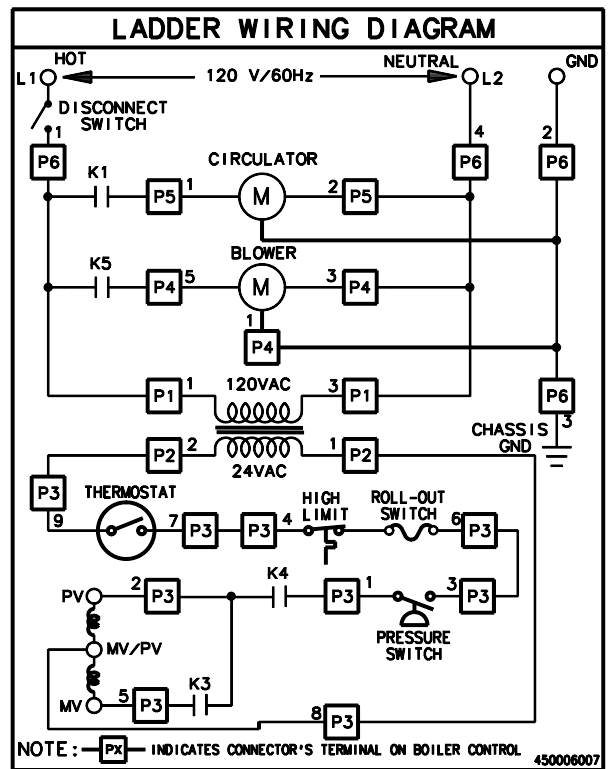 LADDER WIRING DIAGRAM
HOT
NEUTRAL
GND
L1
120 V/60Hz
L2
DISCONNECT
SWITCH
1
4
2
P6
P6
P6
K1
CIRCULATOR
P5
1
M
2
P5
K5
BLOWER
P4
5
M
3
P4
1
P4
P1
1
120VAC
3
P1
P6
3
CHASSIS
GND
P2
2
24VAC
1
P2
P3
9
THERMOSTAT
7
P3
P3
4
HIGH
LIMIT
ROLL-OUT
SWITCH
6
P3
PV
2
P3
K4
P3
1
3
P3
PRESSURE
SWITCH
MV/PV
MV
5
P3
K3
8
P3
NOTE: Px INDICATES CONNECTOR'S TERMINAL ON BOILER CONTROL
450006007